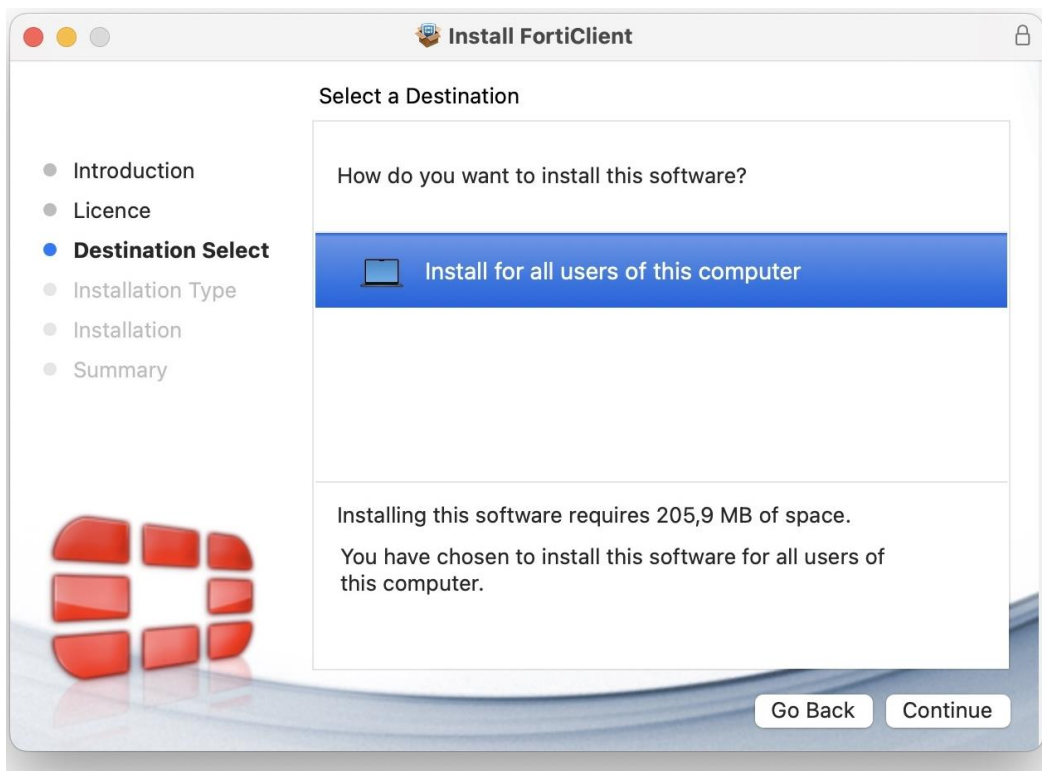 Install FortiClient
Select a Destination
Introduction
Licence
Destination Select
Installation Type
Installation
Summary
How do you want to install this software?
Install for all users of this computer
Installing this software requires 205,9 MB of space.
You have chosen to install this software for all users of
this computer.
Go Back
Continue